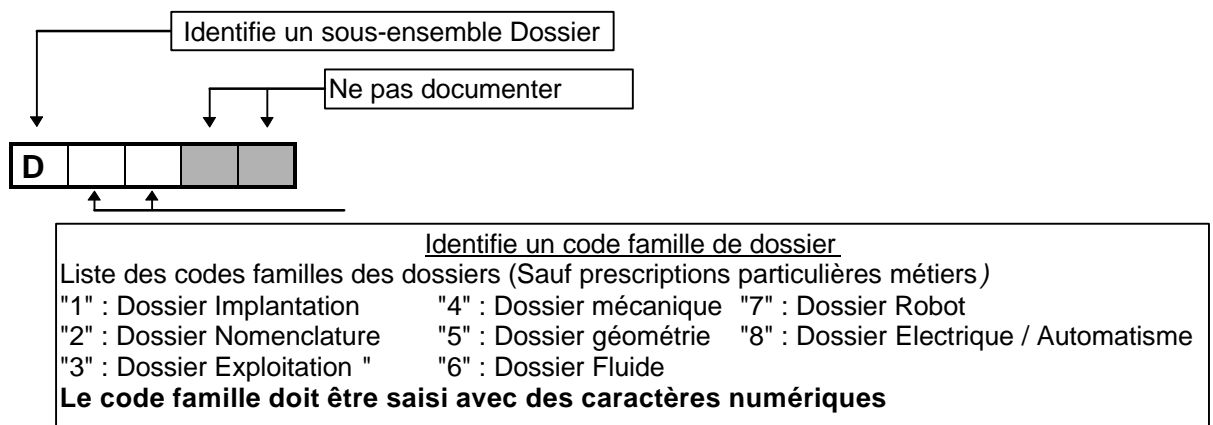 Identifie un sous-ensemble Dossier
Ne pas documenter
D
Identifie un code famille de dossier
Liste des codes familles des dossiers (Sauf prescriptions particulières métiers)
"1" : Dossier Implantation "4" : Dossier mécanique "7" : Dossier Robot
"2" : Dossier Nomenclature "5" : Dossier géométrie "8" : Dossier Electrique / Automatisme
"3" : Dossier Exploitation " "6" : Dossier Fluide
Le code famille doit être saisi avec des caractères numériques